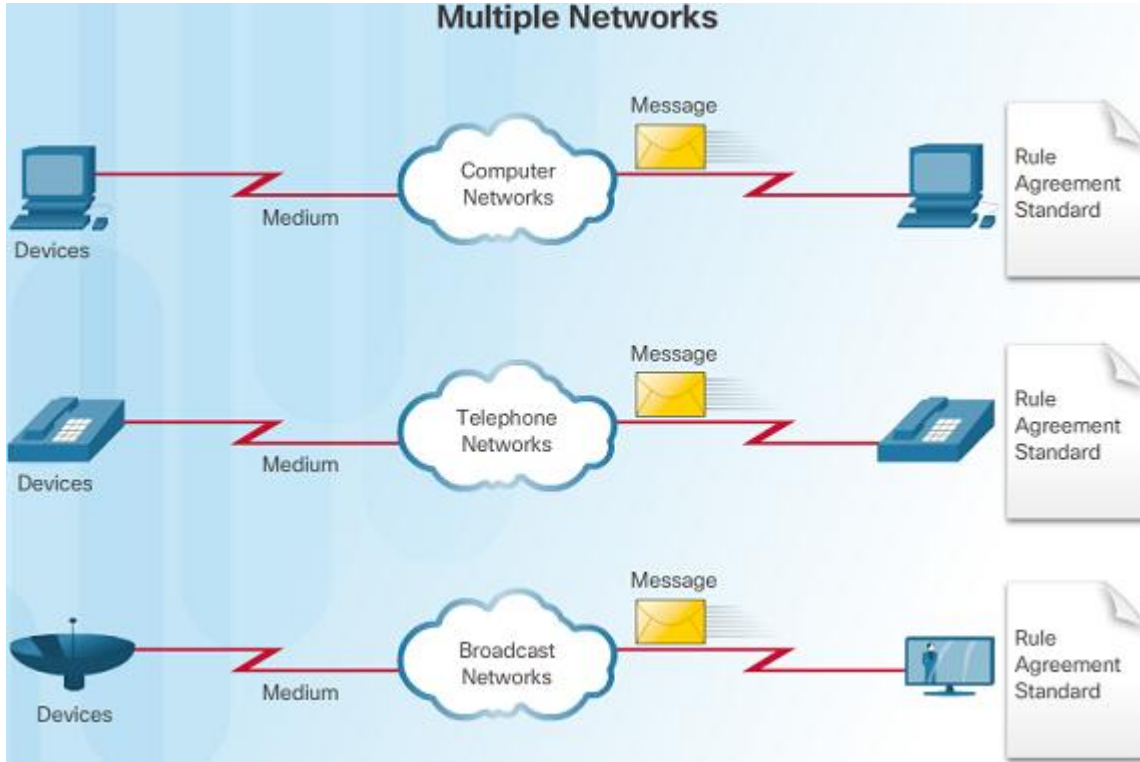 Multiple Networks
Message
Computer
Networks
Rule
Agreement
Standard
Medium
Devices
Message
Telephone
Networks
Rule
Agreement
Standard
Medium
Devices
Message
Broadcast
Networks
Rule
Agreement
Standard
Medium
Devices